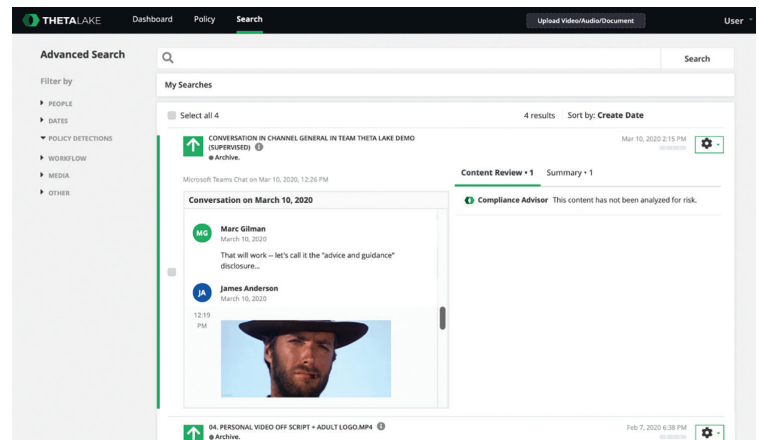 THETALAKE Dashboard Policy Search Upload Video/Audio/Document User
Advanced Search
Filter by
PEOPLE
DATES
POLICY DETECTIONS
WORKFLOW
MEDIA
OTHER
Search
My Searches
Select all 4 4 results Sort by: Create Date
CONVERSATION IN CHANNEL GENERAL IN TEAM THETA LAKE DEMO
(SUPERVISED)
Archive.
Mar 10, 2020 2:15 PM
00:00:00:00
Microsoft Teams Chat on Mar 10, 2020, 12:26 PM
Conversation on March 10, 2020
MG Marc Gilman
March 10, 2020
That will work -- let's call it the "advice and guidance"
disclosure...
JA James Anderson
March 10, 2020
12:19
PM
Content Review • 1 Summary • 1
Compliance Advisor This content has not been analyzed for risk.
04. PERSONAL VIDEO OFF SCRIPT + ADULT LOGO.MP4
Archive.
Feb 7, 2020 6:38 PM